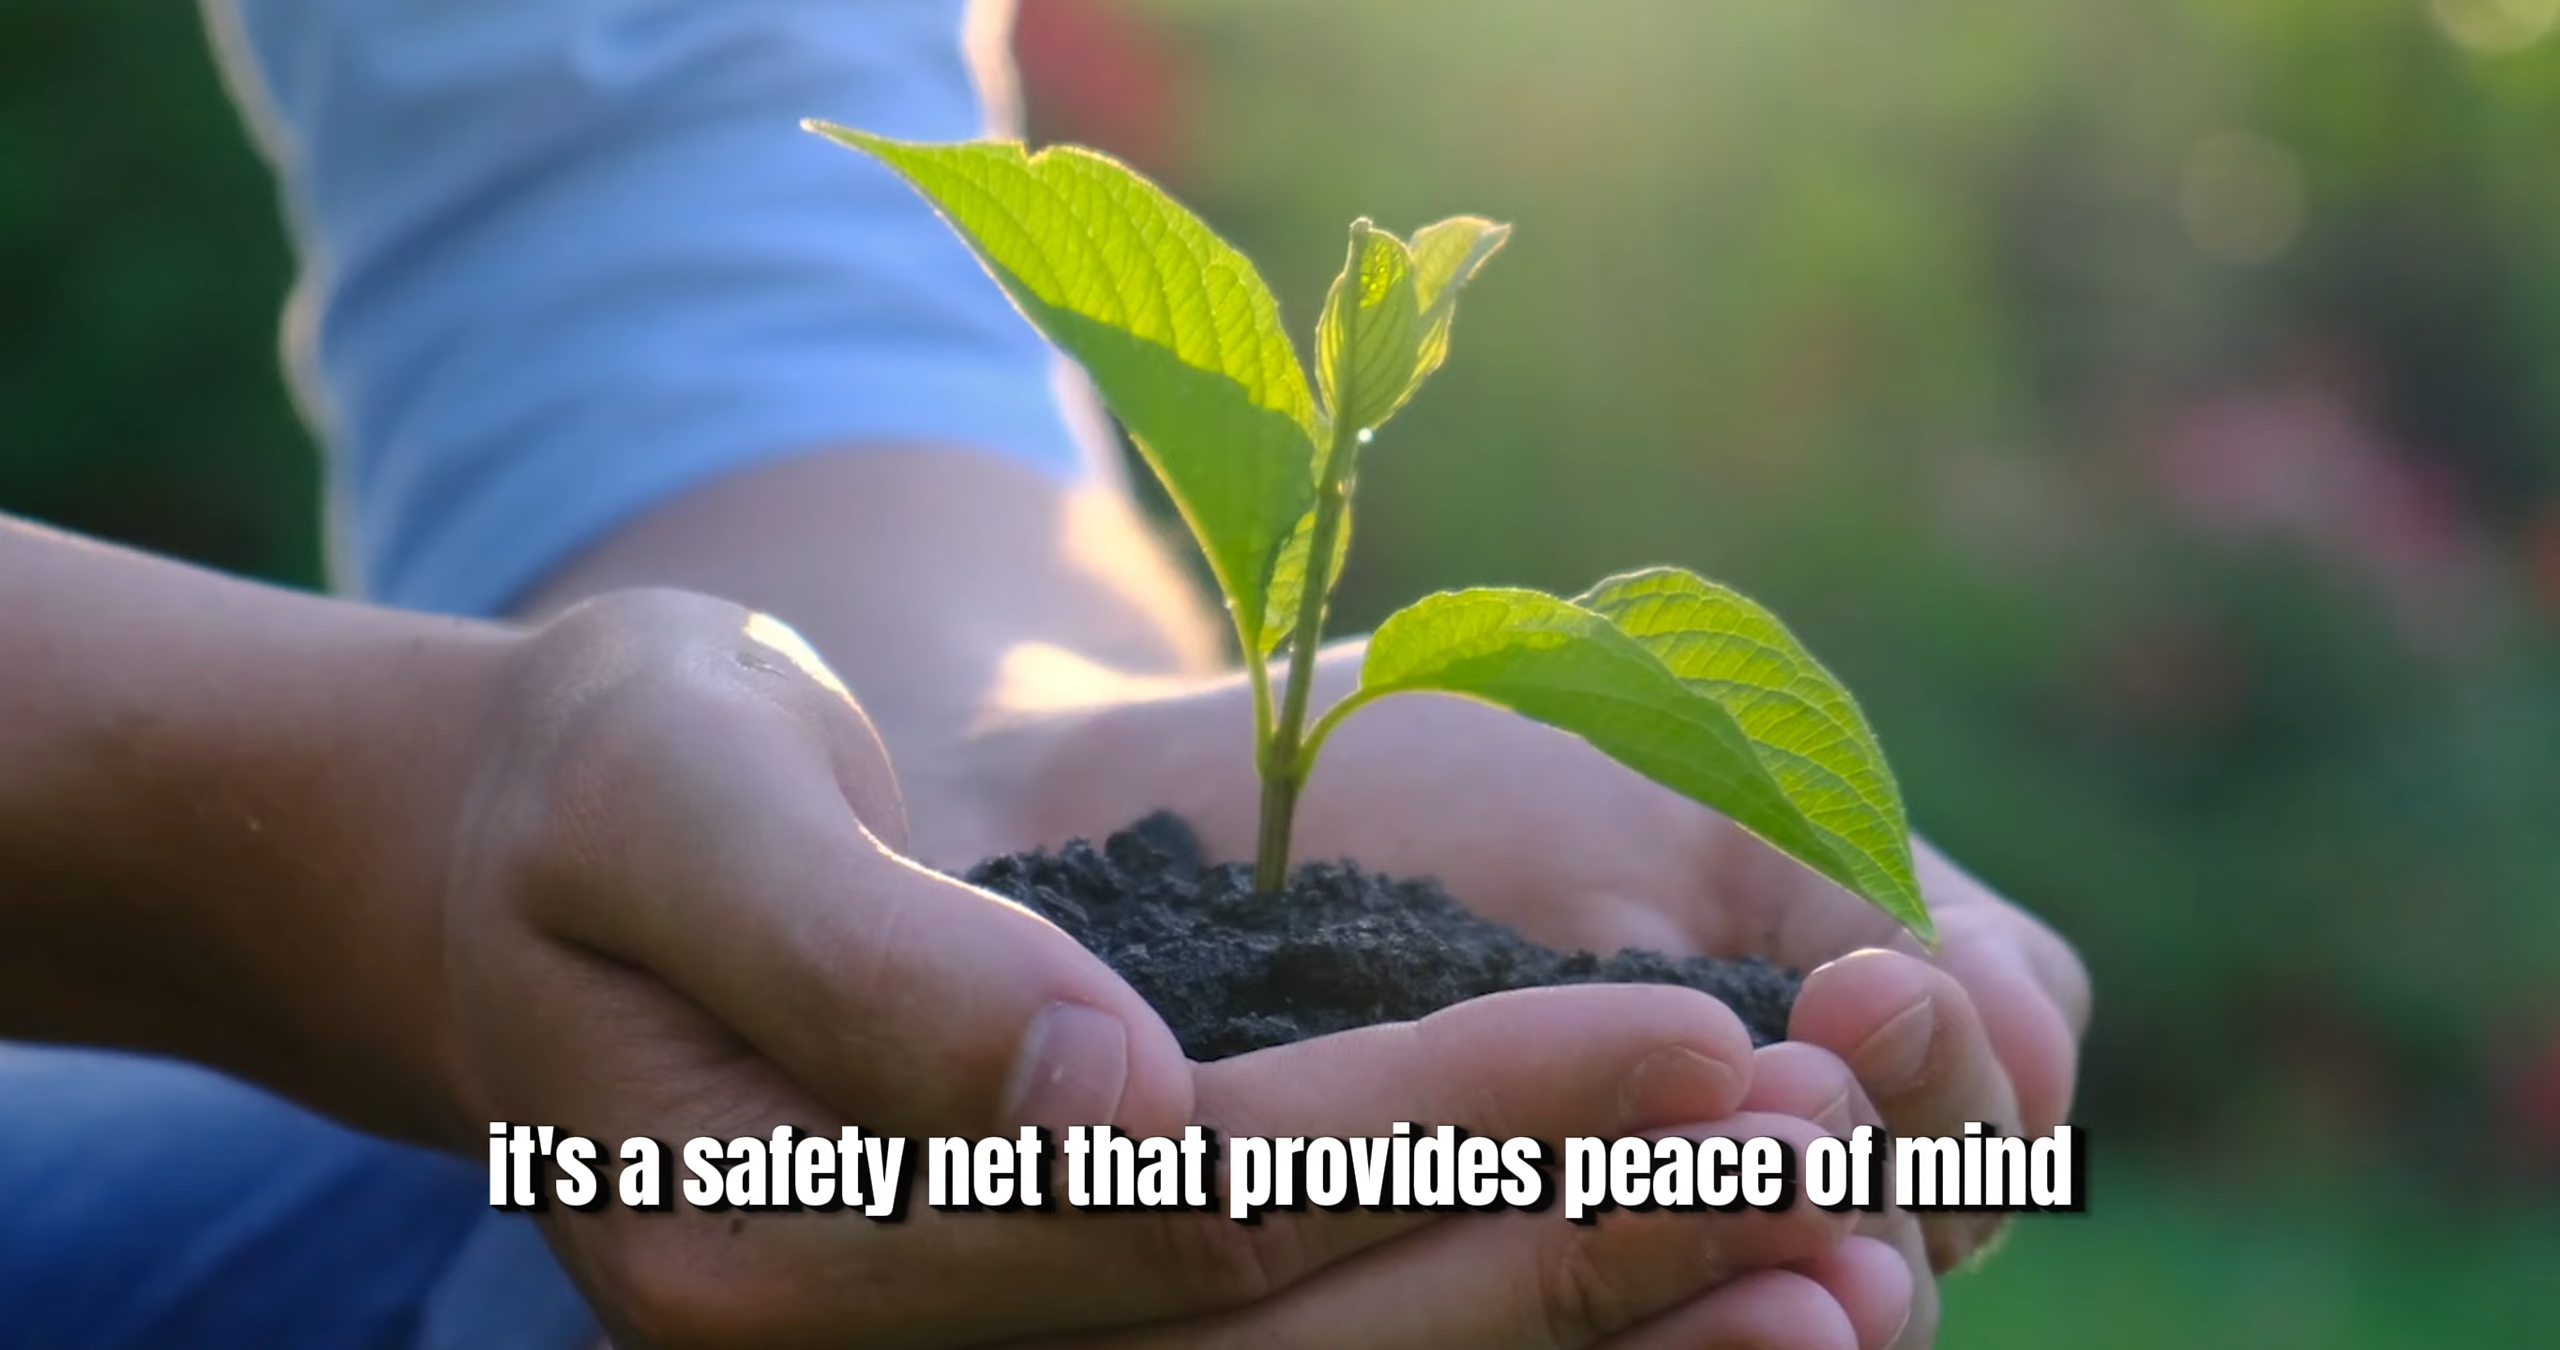 it's a safety net that provides peace of mind